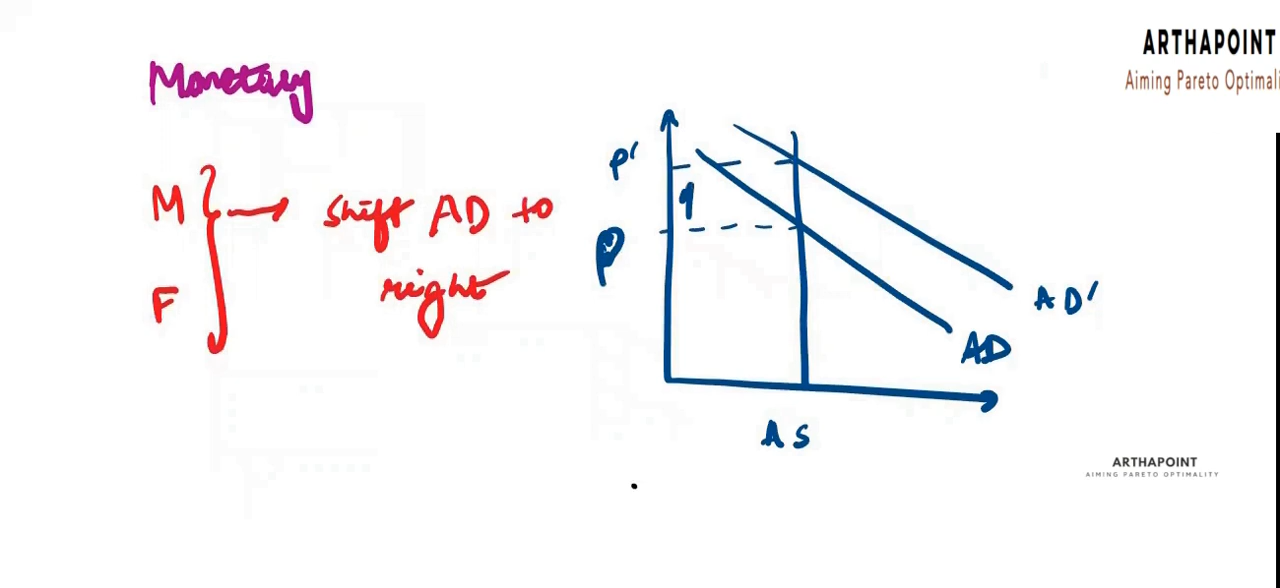 ARTHAPOINT
Aiming Pareto Optimali
Monetary
M
F
shift AD to
right
P'
P
AD'
AD
AS
ARTHAPOINT
AIMING PARETO OPTIMALITY